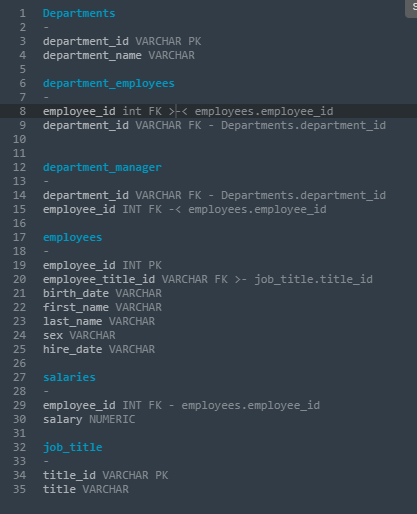 1 Departments
2 -
3 department_id VARCHAR PK
4 department_name VARCHAR
5
6 department_employees
7 -
8 employee_id int FK >-< employees.employee_id
9 department_id VARCHAR FK - Departments.department_id
10
11
12 department_manager
13 -
14 department_id VARCHAR FK - Departments.department_id
15 employee_id INT FK -< employees.employee_id
16
17 employees
18 -
19 employee_id INT PK
20 employee_title_id VARCHAR FK >- job_title.title_id
21 birth_date VARCHAR
22 first_name VARCHAR
23 last_name VARCHAR
24 sex VARCHAR
25 hire_date VARCHAR
26
27 salaries
28 -
29 employee_id INT FK - employees.employee_id
30 salary NUMERIC
31
32 job_title
33 -
34 title_id VARCHAR PK
35 title VARCHAR